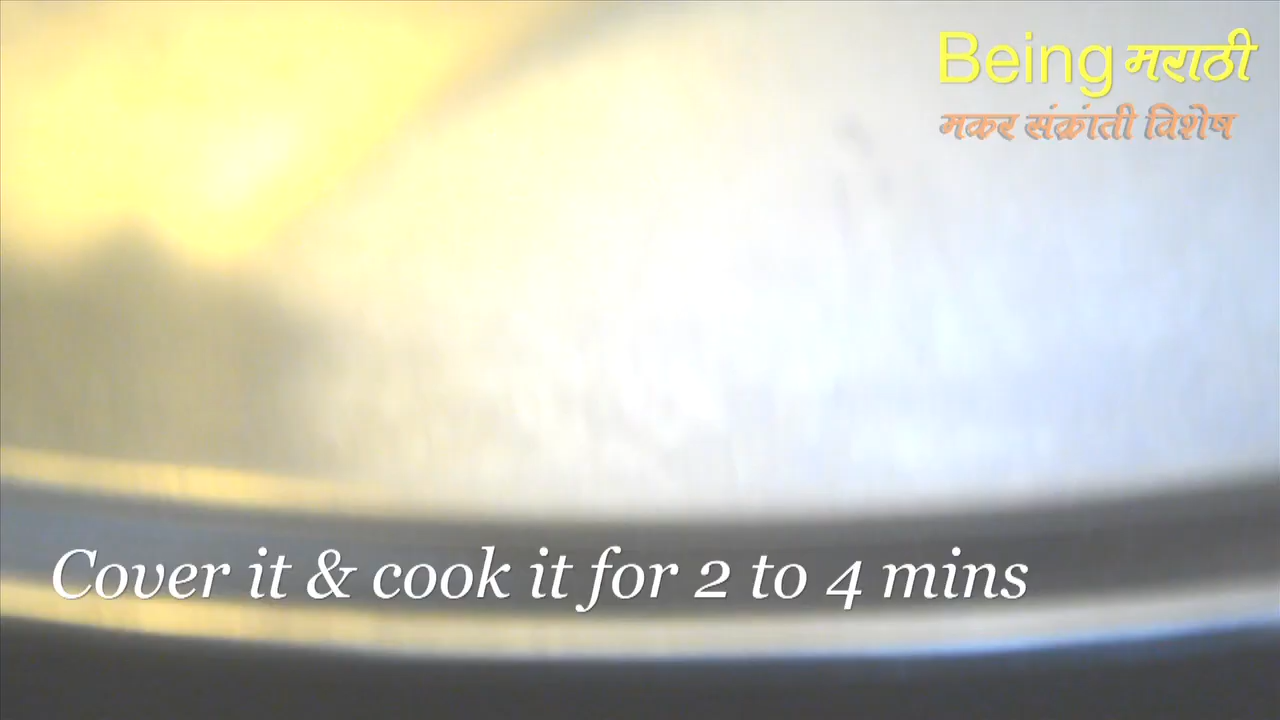 Being मराठी
मकर संक्रांती विशेष
Cover it & cook it for 2 to 4 mins